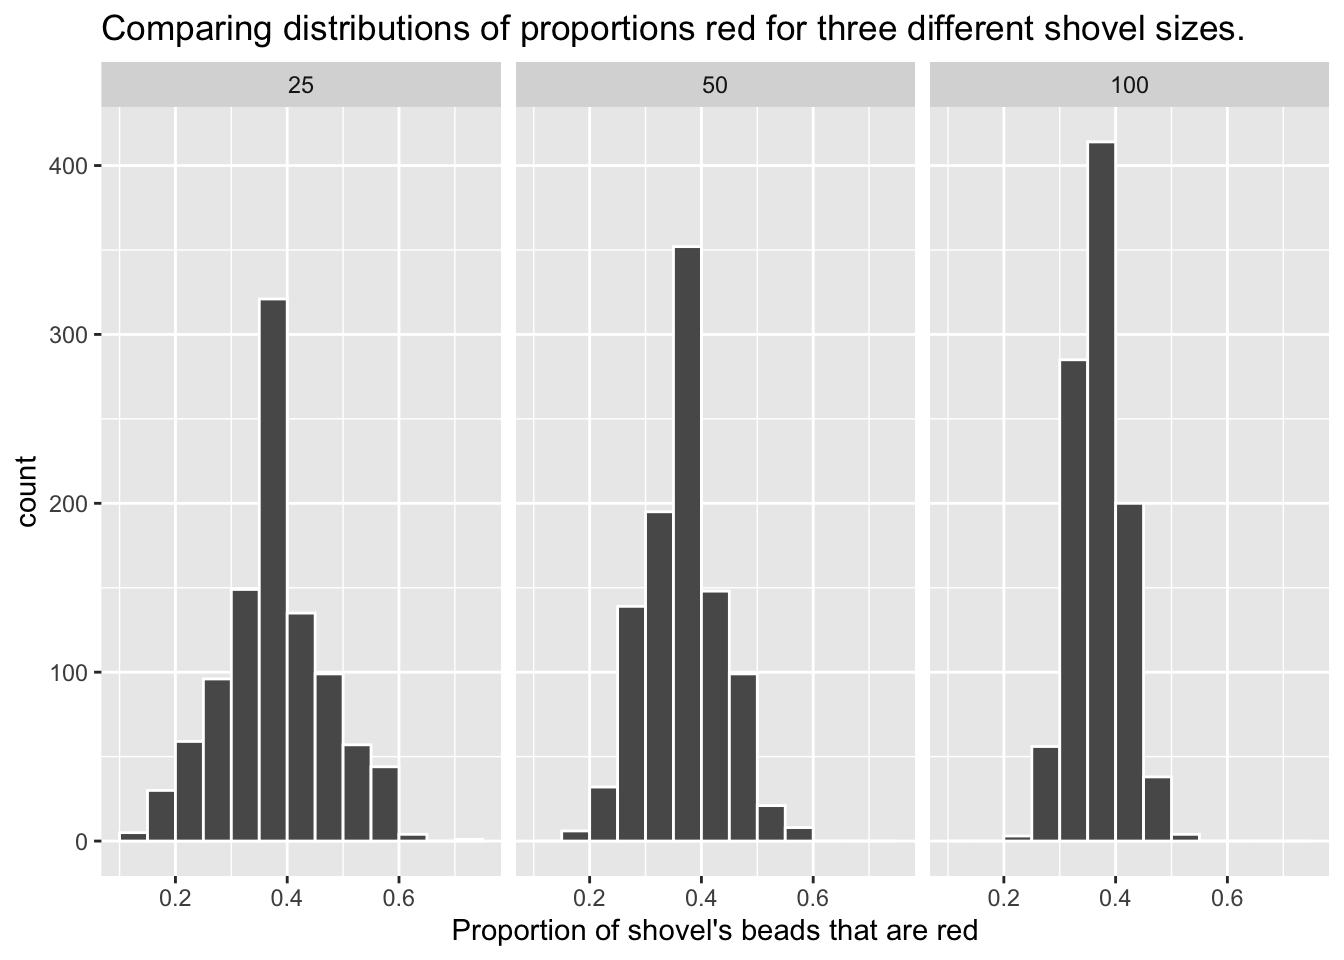 Comparing distributions of proportions red for three different shovel sizes.
25 50 100
400
300
200
100
0
count
0.2 0.4 0.6 0.2 0.4 0.6 0.2 0.4 0.6
Proportion of shovel's beads that are red